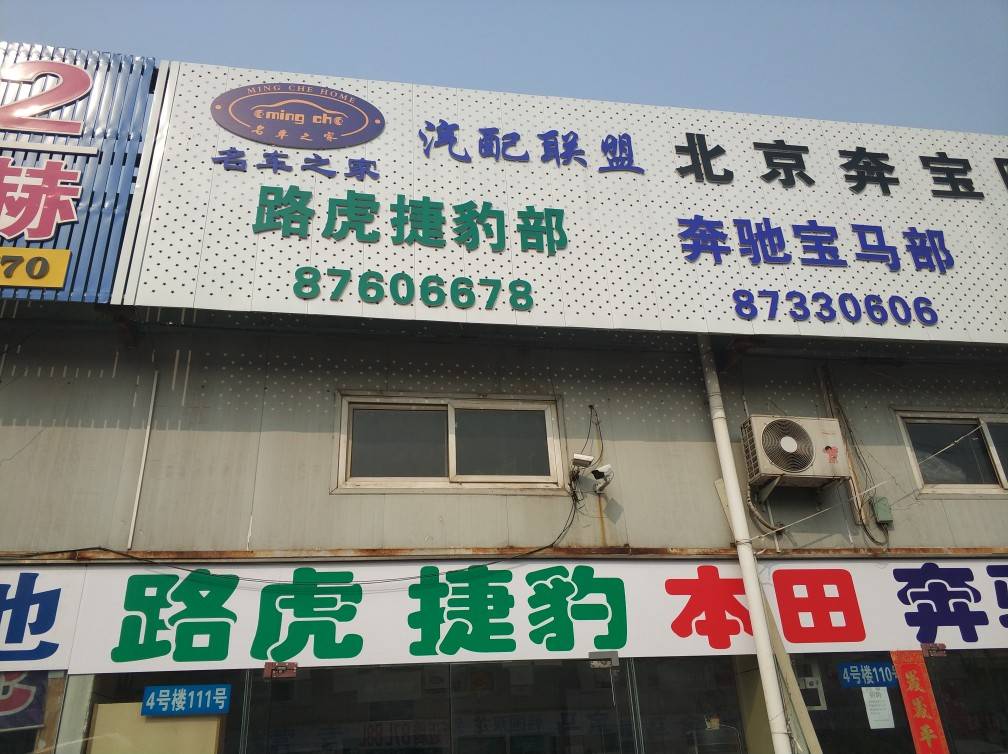 2
赫
70
MING CHE HOME
ming che
名车之家
名车之家
汽配联盟
路虎捷豹部
87606678
北京奔宝
奔驰宝马部
87330606
驰
路虎 捷豹 本田 奔
4号楼111号
4号楼110号